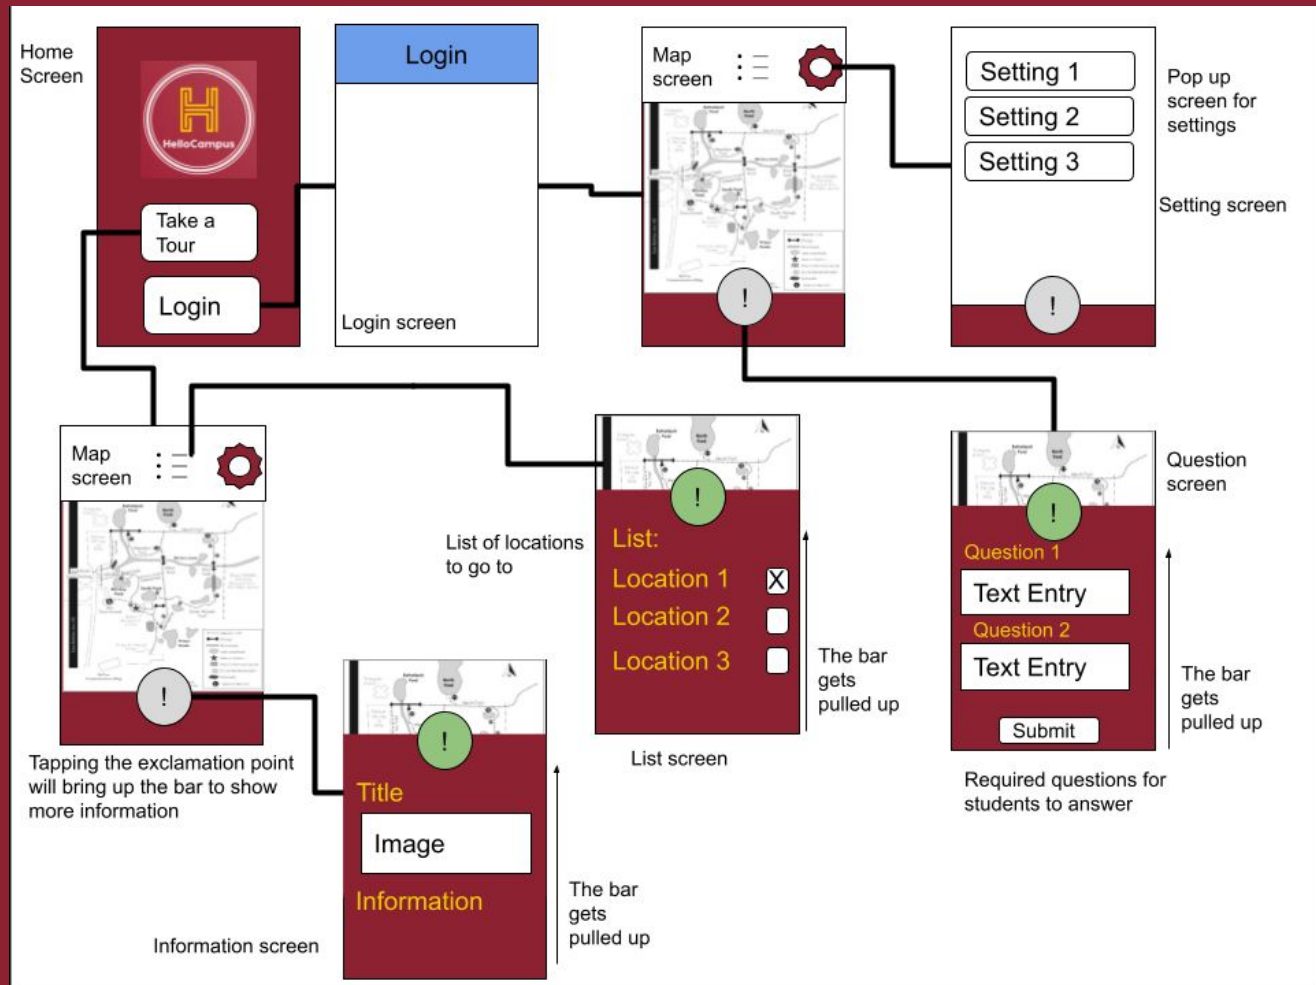 Home
Screen
H
HelloCampus
Take a
Tour
Login
Login
Login screen
Map
screen
!
Setting 1
Setting 2
Setting 3
!
Pop up
screen for
settings
Setting screen
Map
screen
!
Tapping the exclamation point
will bring up the bar to show
more information
!
Title
Image
Information
Information screen
The bar
gets
pulled up
List of locations
to go to
!
List:
Location 1 X
Location 2
Location 3
The bar
gets
pulled up
List screen
!
Question 1
Text Entry
Question 2
Text Entry
Submit
Question
screen
The bar
gets
pulled up
Required questions for
students to answer